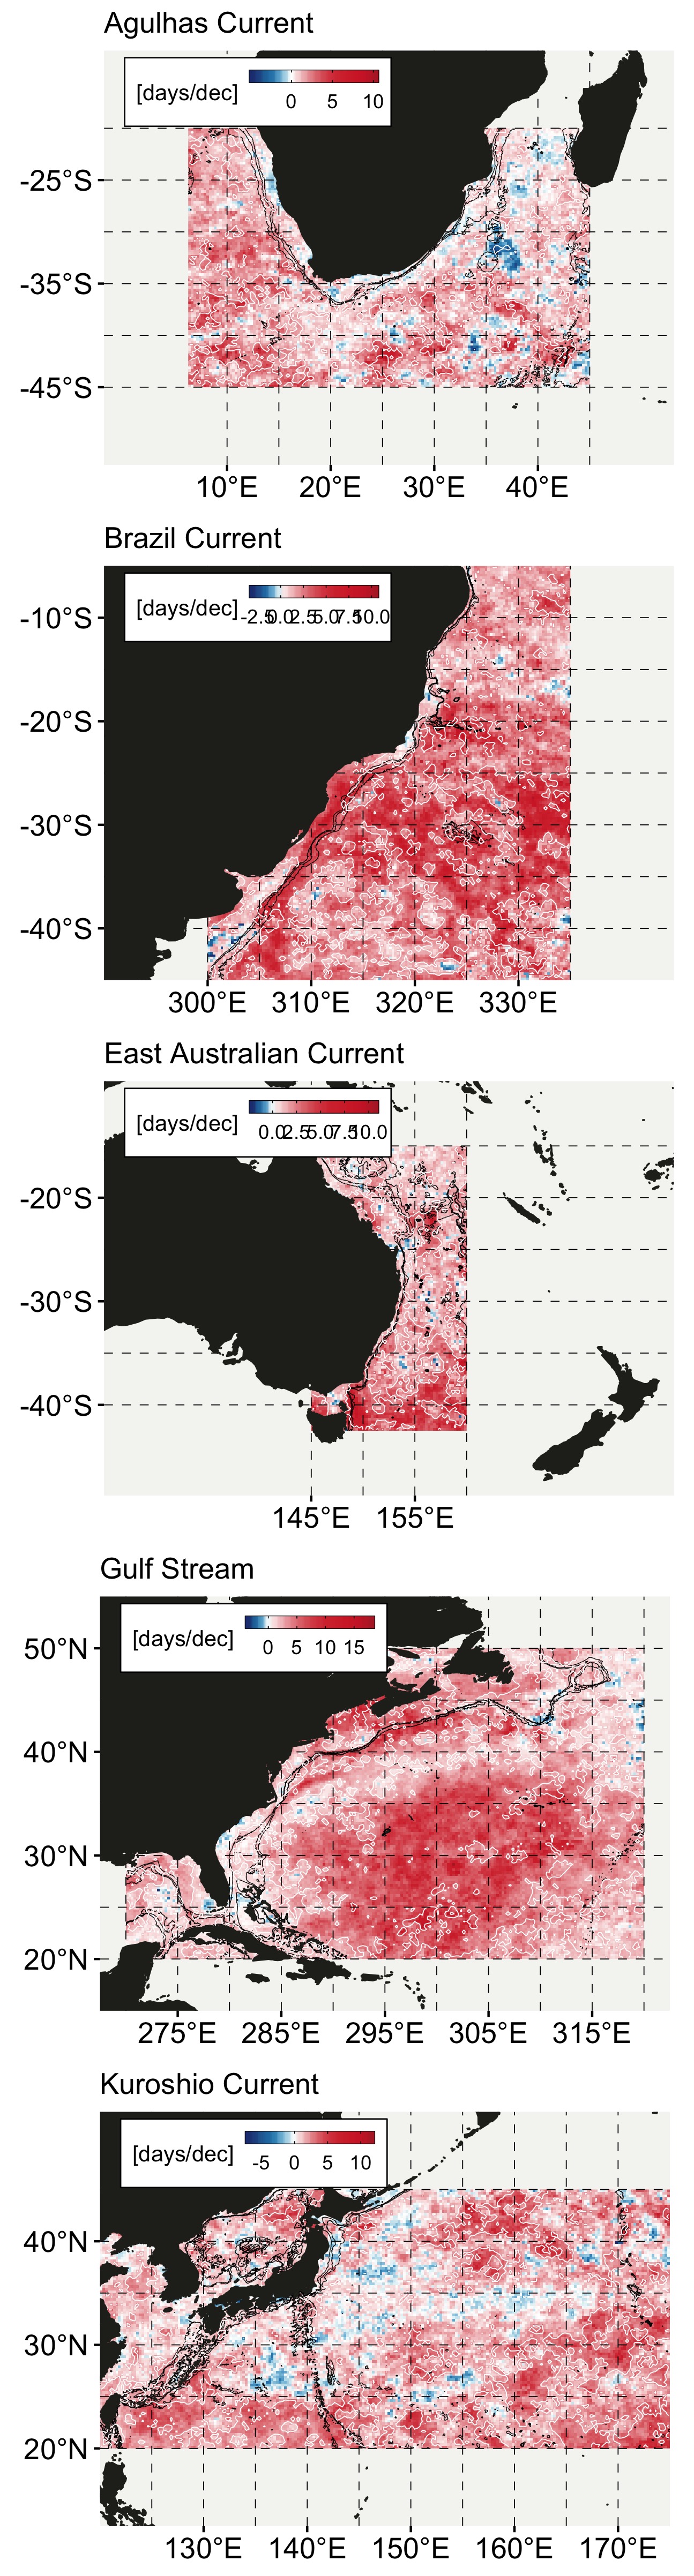 Agulhas Current
[days/dec]
0 5 10
-25°S
-35°S
-45°S
10°E 20°E 30°E 40°E
Brazil Current
[days/dec]
-2.5 0.0 2.5 5.0 7.5 10.0
-10°S
-20°S
-30°S
-40°S
300°E 310°E 320°E 330°E
East Australian Current
[days/dec]
0.0 2.5 5.0 7.5 10.0
-20°S
-30°S
-40°S
145°E 155°E
Gulf Stream
[days/dec]
0 5 10 15
50°N
40°N
30°N
20°N
275°E 285°E 295°E 305°E 315°E
Kuroshio Current
[days/dec]
-5 0 5 10
40°N
30°N
20°N
130°E 140°E 150°E 160°E 170°E